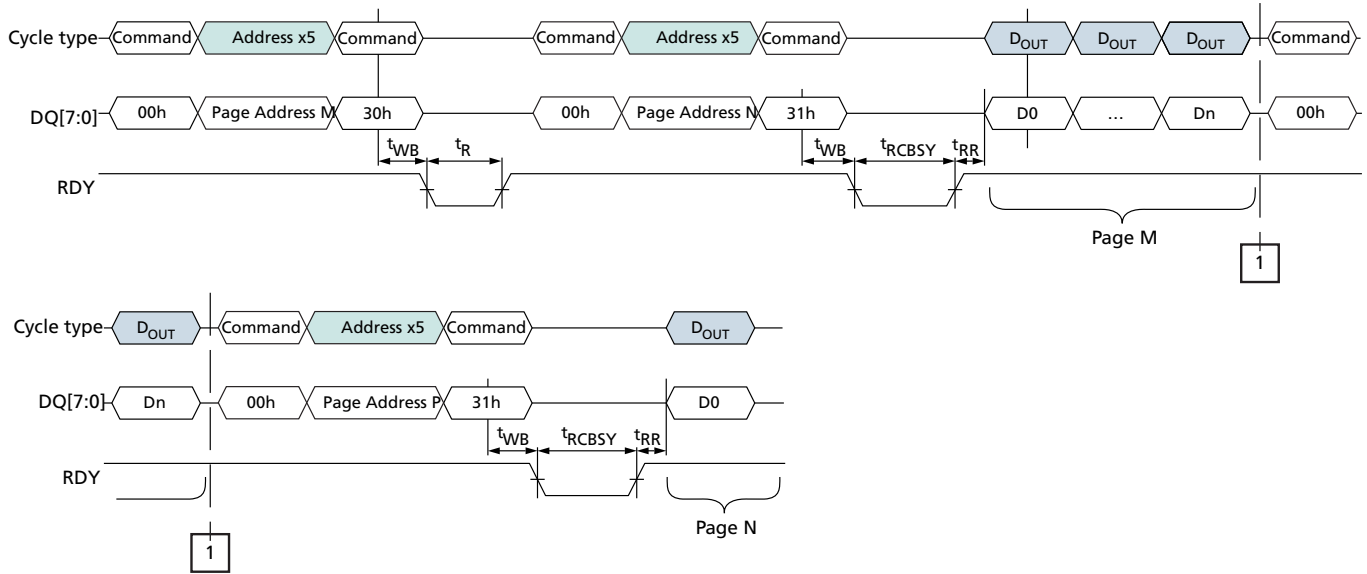 Cycle type Command Address x5 Command Command Address x5 Command DOUT DOUT DOUT Command
DQ[7:0] 00h Page Address M 30h 00h Page Address N 31h D0 … Dn 00h
tWB tR tWB tRCBSY tRR
RDY
Page M
1
Cycle type DOUT Command Address x5 Command DOUT
DQ[7:0] Dn 00h Page Address P 31h D0
tWB tRCBSY tRR
RDY
Page N
1